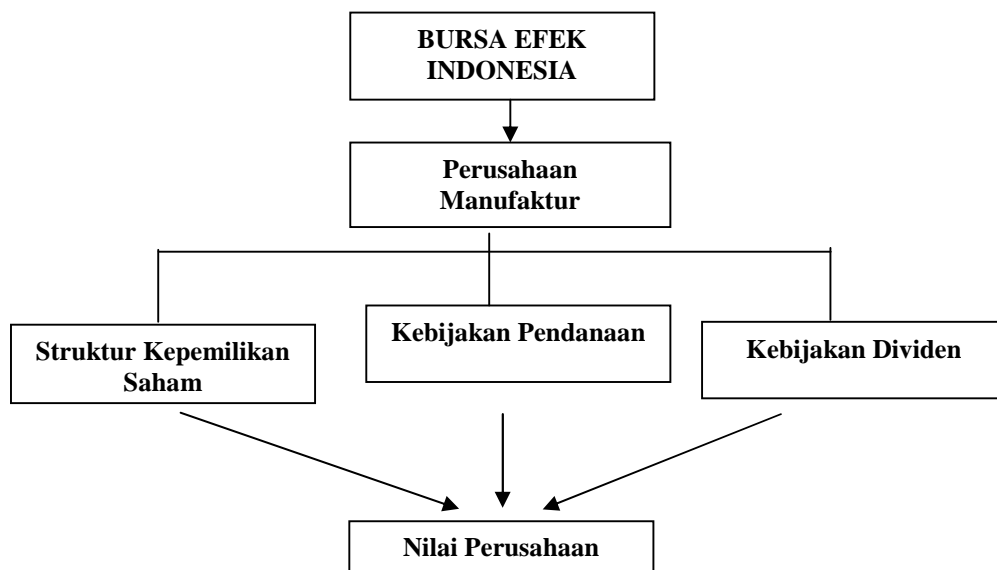 BURSA EFEK
INDONESIA
Perusahaan
Manufaktur
Struktur Kepemilikan
Saham
Kebijakan Pendanaan
Kebijakan Dividen
Nilai Perusahaan